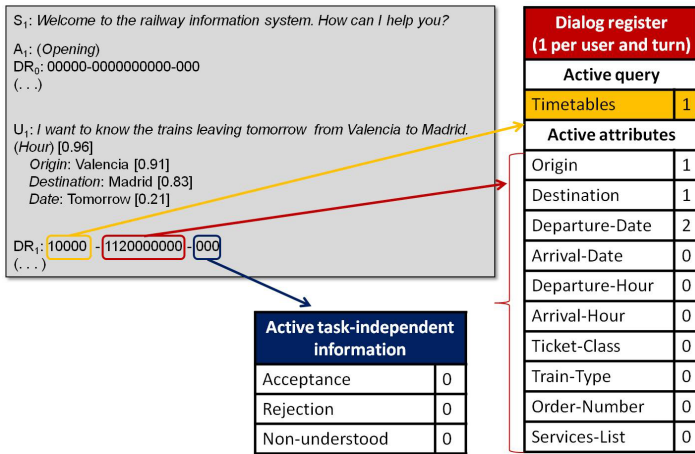 S1: Welcome to the railway information system. How can I help you?
A1: (Opening)
DR0: 00000-0000000000-000
(. . .)
U1: I want to know the trains leaving tomorrow from Valencia to Madrid.
(Hour) [0.96]
Origin: Valencia [0.91]
Destination: Madrid [0.83]
Date: Tomorrow [0.21]
DR1: 10000 - 1120000000 - 000
(. . .)
Dialog register
(1 per user and turn)
Active query
Timetables 1
Active attributes
Origin 1
Destination 1
Departure-Date 2
Arrival-Date 0
Departure-Hour 0
Arrival-Hour 0
Ticket-Class 0
Train-Type 0
Order-Number 0
Services-List 0
Active task-independent
information
Acceptance 0
Rejection 0
Non-understood 0